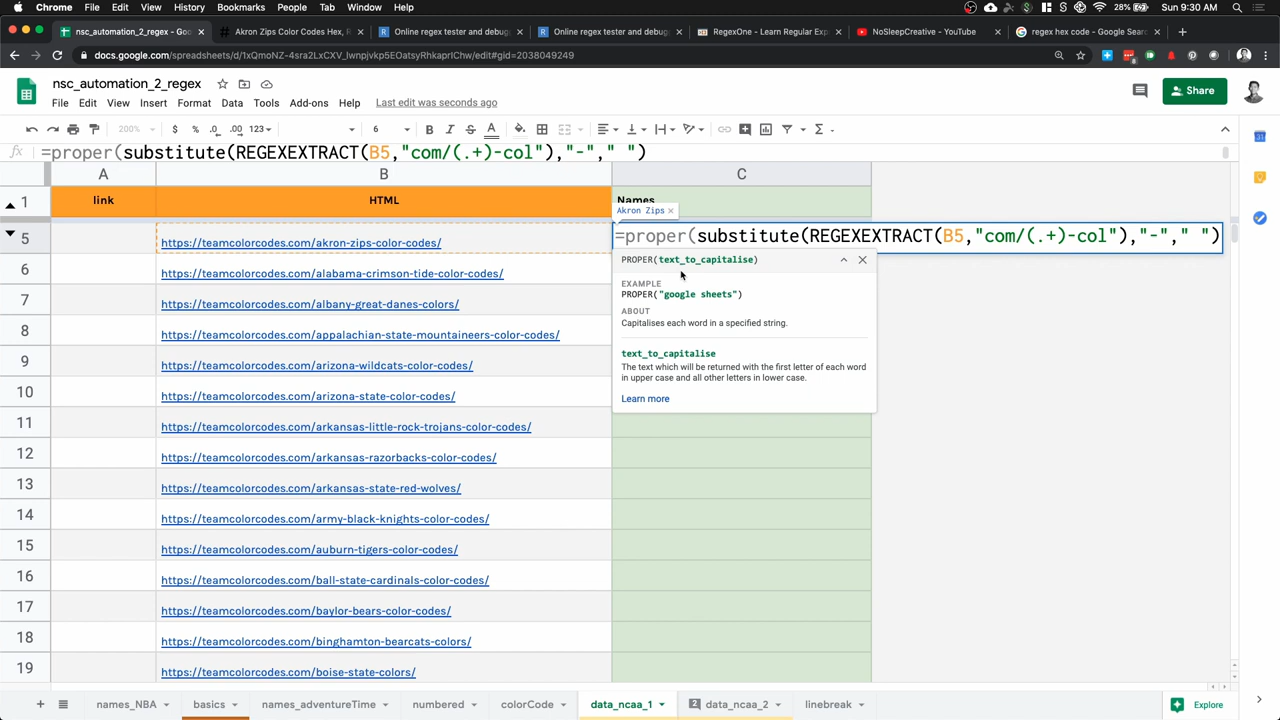 Chrome File Edit View History Bookmarks People Tab Window Help 28% Sun 9:30 AM
nsc_automation_2_regex - Goo × Akron Zips Color Codes Hex, R × Online regex tester and debug × Online regex tester and debug × RegexOne - Learn Regular Exp × NoSleepCreative - YouTube × regex hex code - Google Searc × +
docs.google.com/spreadsheets/d/1xQmoNZ-4sra2LxCXV_lwnpjvkp5EOatsyRhkaprIChw/edit#gid=2038049249
nsc_automation_2_regex
File Edit View Insert Format Data Tools Add-ons Help Last edit was seconds ago
Share
200% $ % .0 .00 123 6 B I S A
fx =proper(substitute(REGEXEXTRACT(B5,"com/(.+)-col"),"-"," ")
A B C
1 link HTML Names
Akron Zips ×
5 https://teamcolorcodes.com/akron-zips-color-codes/ =proper(substitute(REGEXEXTRACT(B5,"com/(.+)-col"),"-"," ")
PROPER(text_to_capitalise)
6 https://teamcolorcodes.com/alabama-crimson-tide-color-codes/
EXAMPLE
PROPER("google sheets")
7 https://teamcolorcodes.com/albany-great-danes-colors/
ABOUT
Capitalises each word in a specified string.
8 https://teamcolorcodes.com/appalachian-state-mountaineers-color-codes/
text_to_capitalise
The text which will be returned with the first letter of each word
in upper case and all other letters in lower case.
9 https://teamcolorcodes.com/arizona-wildcats-color-codes/
10 https://teamcolorcodes.com/arizona-state-color-codes/
Learn more
11 https://teamcolorcodes.com/arkansas-little-rock-trojans-color-codes/
12 https://teamcolorcodes.com/arkansas-razorbacks-color-codes/
13 https://teamcolorcodes.com/arkansas-state-red-wolves/
14 https://teamcolorcodes.com/army-black-knights-color-codes/
15 https://teamcolorcodes.com/auburn-tigers-color-codes/
16 https://teamcolorcodes.com/ball-state-cardinals-color-codes/
17 https://teamcolorcodes.com/baylor-bears-color-codes/
18 https://teamcolorcodes.com/binghamton-bearcats-colors/
19 https://teamcolorcodes.com/boise-state-colors/
+ names_NBA basics names_adventureTime numbered colorCode data_ncaa_1 2 data_ncaa_2 linebreak Explore